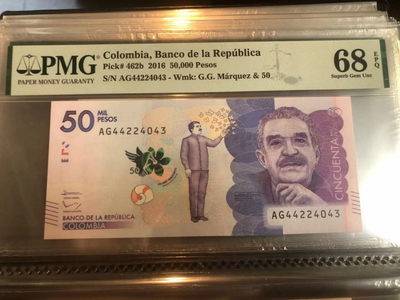 PMG
PAPER MONEY GUARANTY
Colombia, Banco de la República
Pick# 462b 2016 50,000 Pesos
S/N AG44224043 - Wmk: G.G. Márquez & 50
68 EPQ
Superb Gem Unc
50 MIL
PESOS
AG44224043
50
CINCUENTA
AG44224043
BANCO DE LA REPÚBLICA
COLOMBIA